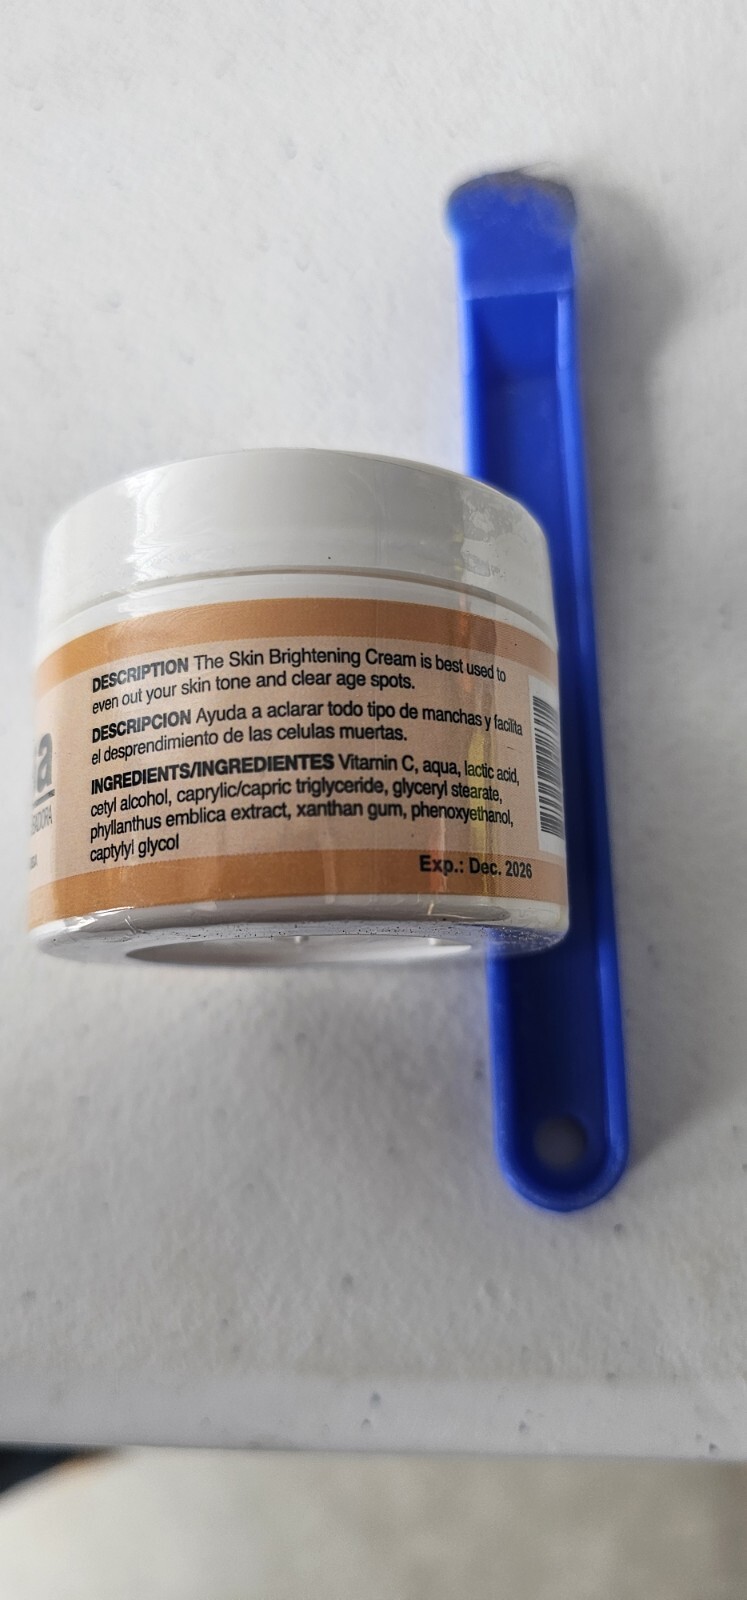 DESCRIPTION The Skin Brightening Cream is best used to
even out your skin tone and clear age spots.
DESCRIPCION Ayuda a aclarar todo tipo de manchas y facilita
el desprendimiento de las celulas muertas.
INGREDIENTS/INGREDIENTES Vitamin C, aqua, lactic acid,
cetyl alcohol, caprylic/capric triglyceride, glyceryl stearate,
phyllanthus emblica extract, xanthan gum, phenoxyethanol,
captylyl glycol
Exp.: Dec. 2026
a